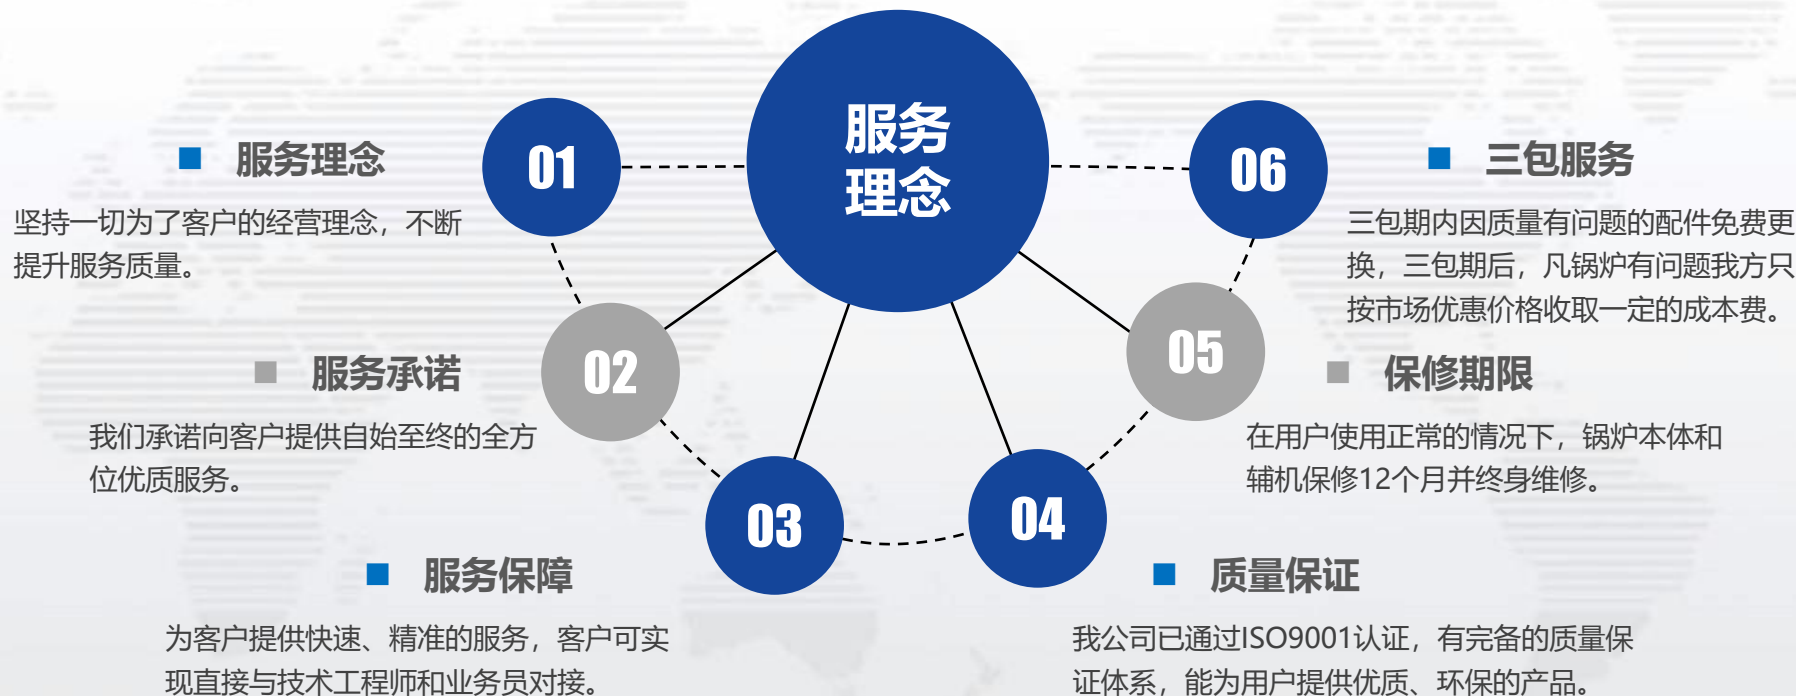 服务
理念
01
服务理念
坚持一切为了客户的经营理念，不断
提升服务质量。
02
服务承诺
我们承诺向客户提供自始至终的全方
位优质服务。
03
服务保障
为客户提供快速、精准的服务，客户可实
现直接与技术工程师和业务员对接。
04
质量保证
我公司已通过ISO9001认证，有完备的质量保
证体系，能为用户提供优质、环保的产品。
05
保修期限
在用户使用正常的情况下，锅炉本体和
辅机保修12个月并终身维修。
06
三包服务
三包期内因质量有问题的配件免费更
换，三包期后，凡锅炉有问题我方只
按市场优惠价格收取一定的成本费。